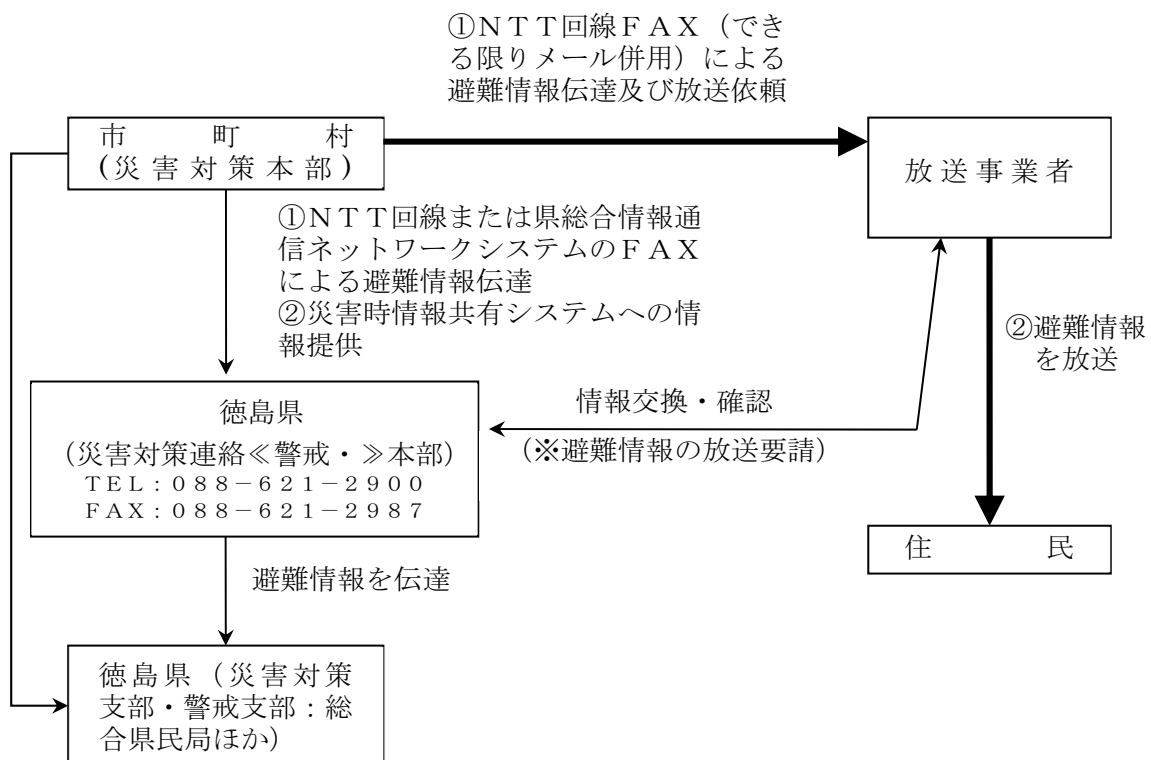 ①ＮＴＴ回線ＦＡＸ（でき
る限りメール併用）による
避難情報伝達及び放送依頼
市町村
(災害対策本部)
放送事業者
①ＮＴＴ回線または県総合情報通
信ネットワークシステムのＦＡＸ
による避難情報伝達
②災害時情報共有システムへの情
報提供
②避難情報
を放送
徳島県
(災害対策連絡≪警戒・≫本部)
ＴＥＬ：０８８－６２１－２９００
ＦＡＸ：０８８－６２１－２９８７
情報交換・確認
(※避難情報の放送要請)
住民
避難情報を伝達
徳島県（災害対策
支部・警戒支部：総
合県民局ほか）